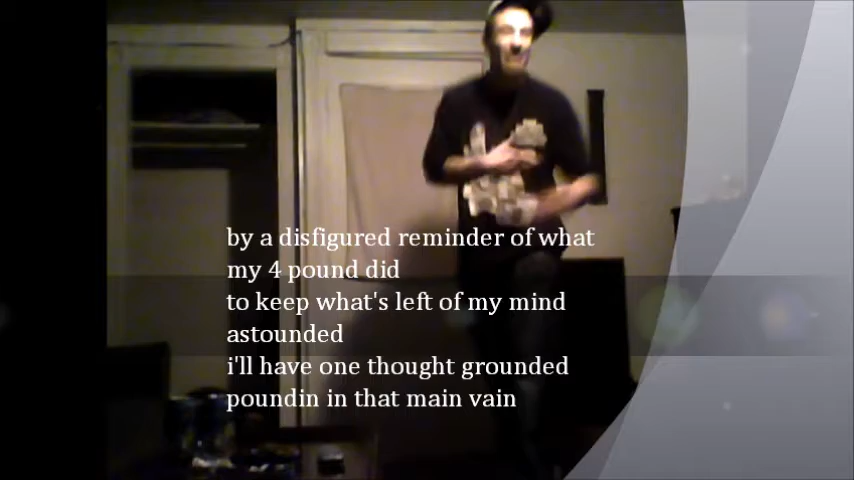 by a disfigured reminder of what
my 4 pound did
to keep what's left of my mind
astounded
i'll have one thought grounded
poundin in that main vain